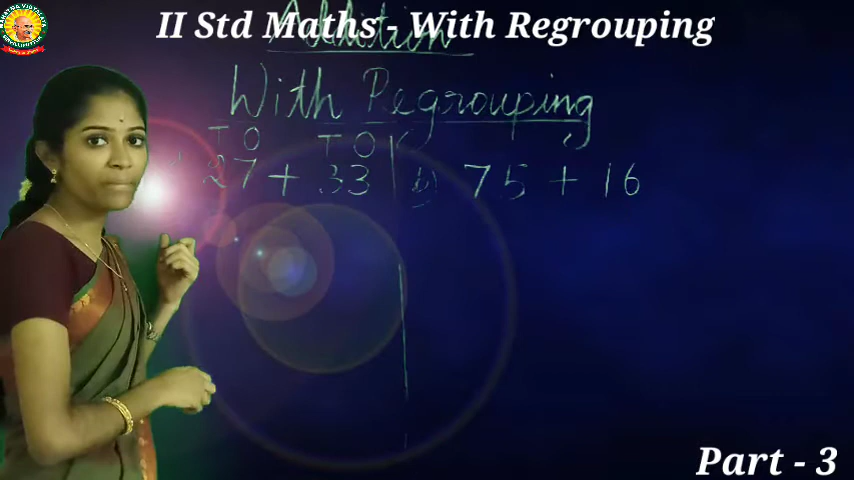 II Std Maths - With Regrouping
Addition
With Regrouping
T O T O
27 + 33 b) 75 + 16
Part - 3